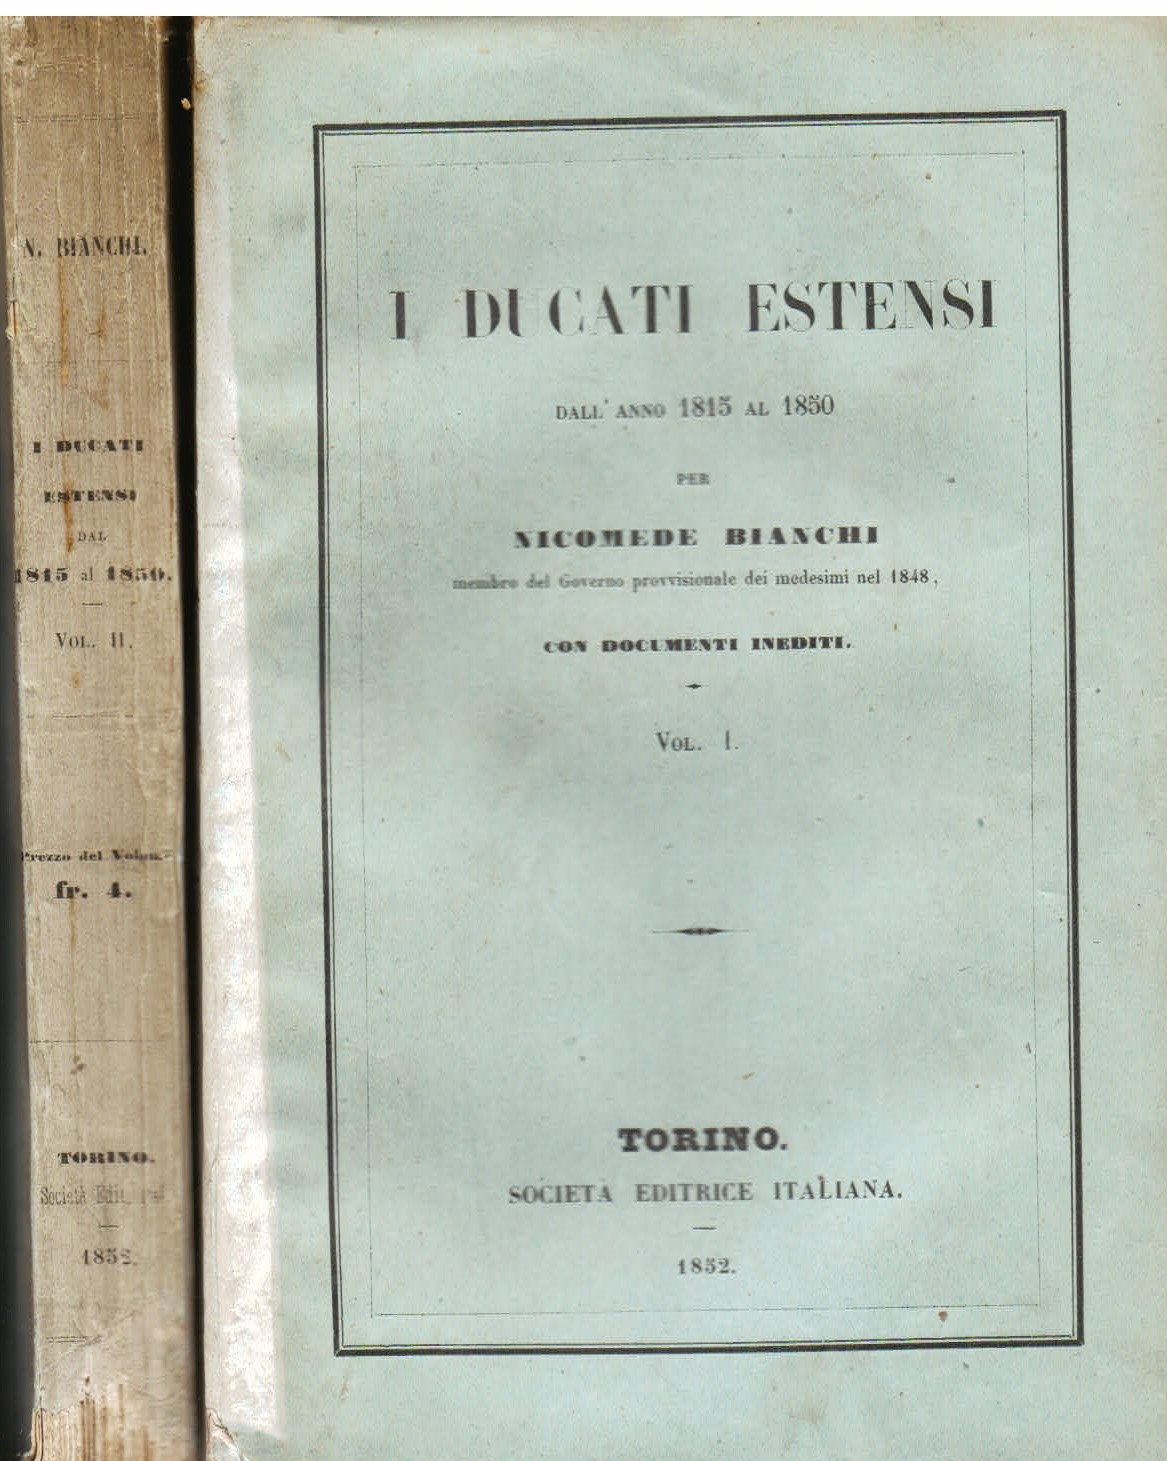 N. BIANCHI.
I DUCATI
ESTENSI
DAL
1815 al 1850.
VOL. II.
Prezzo del
fr. 4.
TORINO.
Società Edit.
1852.
I DUCATI ESTENSI
DALL' ANNO 1815 AL 1850
PER
NICOMEDE BIANCHI
membro del Governo provvisionale dei medesimi nel 1848,
CON DOCUMENTI INEDITI.
VOL. I.
TORINO.
SOCIETÀ EDITRICE ITALIANA.
1852.